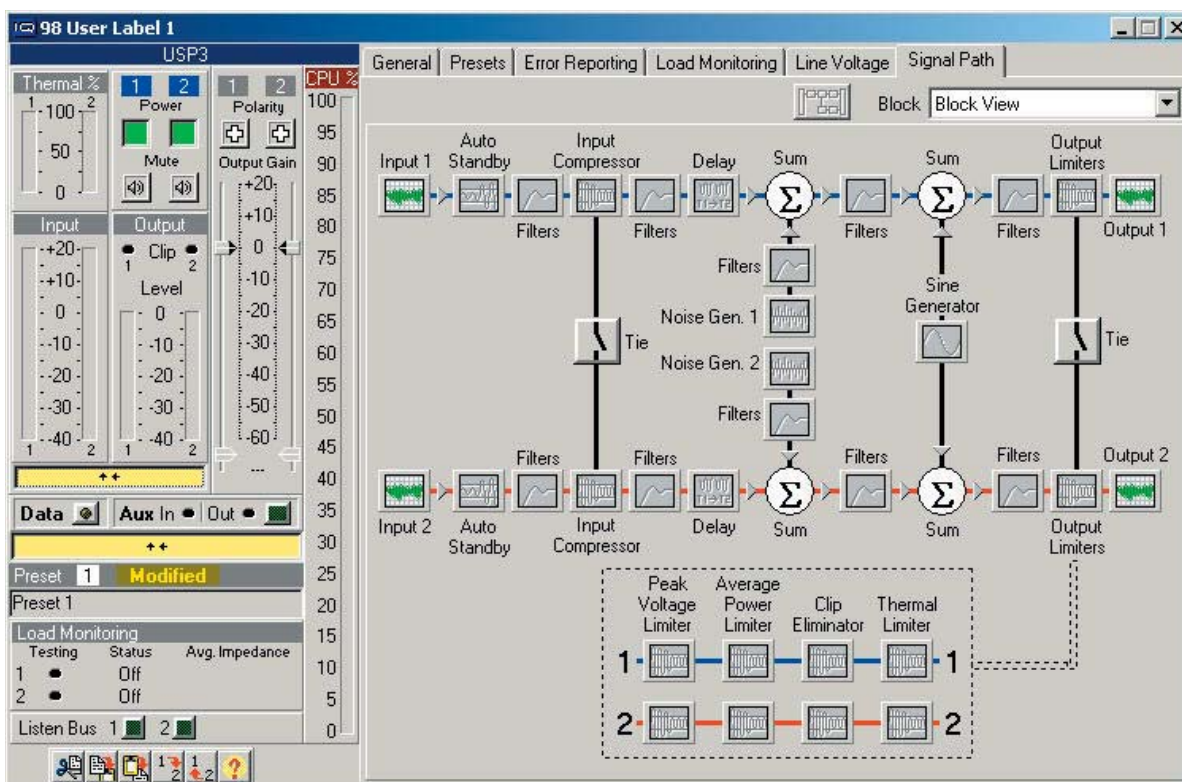 98 User Label 1
USP3
Thermal %
1 2
100
50
0
1 2
Power
Mute
1 2
Polarity
Output Gain
+20
+10
0
-10
-20
-30
-40
-50
-60
---
Input
+20
+10
0
-10
-20
-30
-40
1 2
Output
Clip
1 2
Level
0
-10
-20
-30
-40
1 2
Data
Aux In Out
Preset 1 Modified
Preset 1
Load Monitoring
Testing Status Avg. Impedance
1 Off
2 Off
Listen Bus 1 2
CPU %
100
95
90
85
80
75
70
65
60
55
50
45
40
35
30
25
20
15
10
5
0
General Presets Error Reporting Load Monitoring Line Voltage Signal Path
Block Block View
Input 1
Auto
Standby
Filters
Input
Compressor
Filters
Delay
Sum
Filters
Sum
Filters
Output
Limiters
Output 1
Filters
Noise Gen. 1
Noise Gen. 2
Filters
Tie
Sine
Generator
Tie
Input 2
Auto
Standby
Filters
Input
Compressor
Filters
Delay
Sum
Filters
Sum
Filters
Output
Limiters
Output 2
Peak
Voltage
Limiter
Average
Power
Limiter
Clip
Eliminator
Thermal
Limiter
1 1
2 2